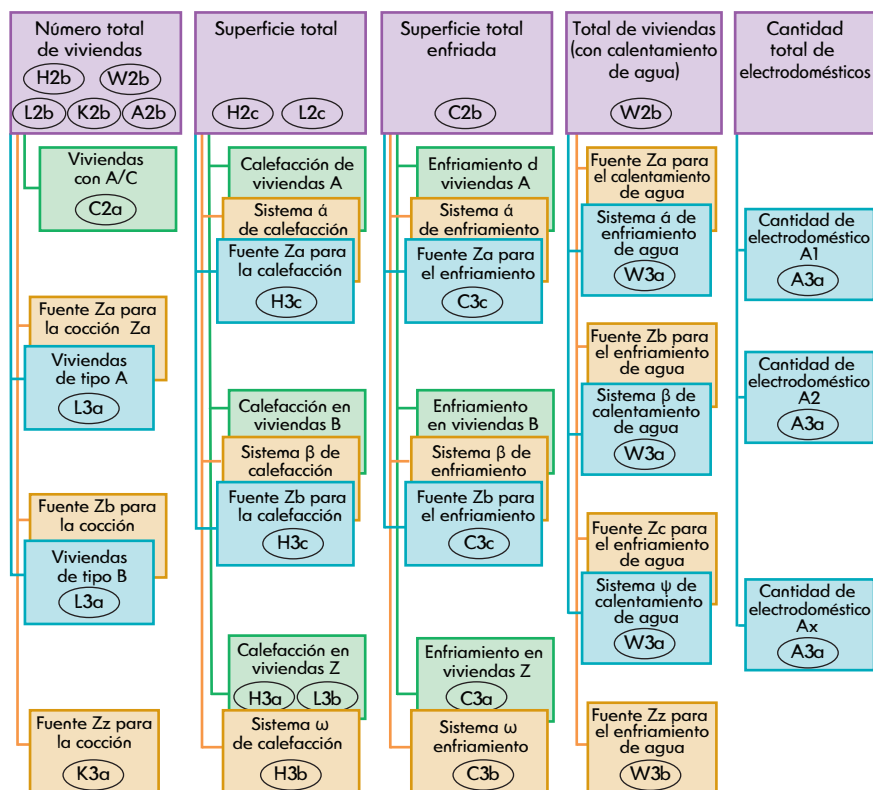 Número total
de viviendas
H2b
W2b
L2b
K2b
A2b
Viviendas
con A/C
C2a
Fuente Za para
la cocción Za
Viviendas
de tipo A
L3a
Fuente Zb para
la cocción
Viviendas
de tipo B
L3a
Fuente Zz para
la cocción
K3a
Superficie total
H2c
L2c
Calefacción de
viviendas A
Sistema ά
de calefacción
Fuente Za para
la calefacción
H3c
Calefacción en
viviendas B
Sistema β de
calefacción
Fuente Zb para
la calefacción
H3c
Calefacción en
viviendas Z
H3a
L3b
Sistema ω
de calefacción
H3b
Superficie total
enfriada
C2b
Enfriamiento d
viviendas A
Sistema ά
de enfriamiento
Fuente Za para
el enfriamiento
C3c
Enfriamiento
en viviendas B
Sistema β de
enfriamiento
Fuente Zb para
el enfriamiento
C3c
Enfriamiento en
viviendas Z
C3a
Sistema ω
enfriamiento
C3b
Total de viviendas
(con calentamiento
de agua)
W2b
Fuente Za para
el calentamiento
de agua
Sistema ά de
enfriamiento
de agua
W3a
Fuente Zb para
el enfriamiento
de agua
Sistema β de
calentamiento
de agua
W3a
Fuente Zc para
el enfriamiento
de agua
Sistema ψ de
calentamiento
de agua
W3a
Fuente Zz para
el enfriamiento
de agua
W3b
Cantidad
total de
electrodomésticos
Cantidad de
electrodoméstico
A1
A3a
Cantidad de
electrodoméstico
A2
A3a
Cantidad de
electrodoméstico
Ax
A3a